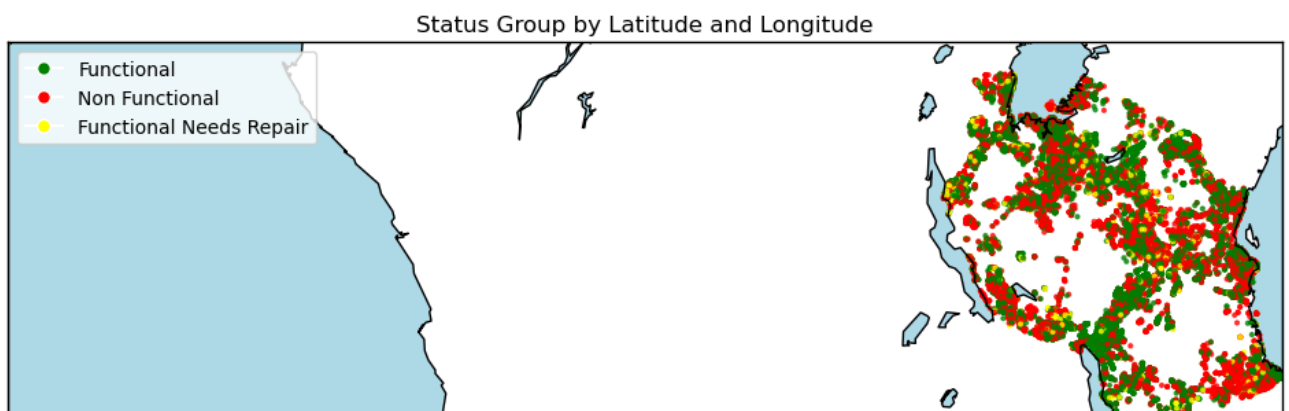 Status Group by Latitude and Longitude
Functional
Non Functional
Functional Needs Repair